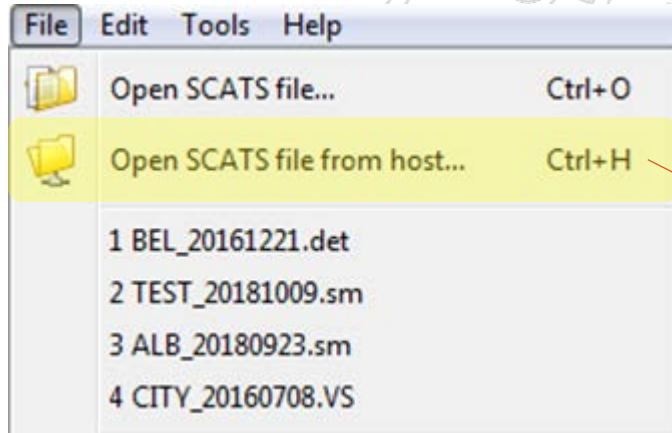 File Edit Tools Help
Open SCATS file... Ctrl+O
Open SCATS file from host... Ctrl+H
1 BEL_20161221.det
2 TEST_20181009.sm
3 ALB_20180923.sm
4 CITY_20160708.VS